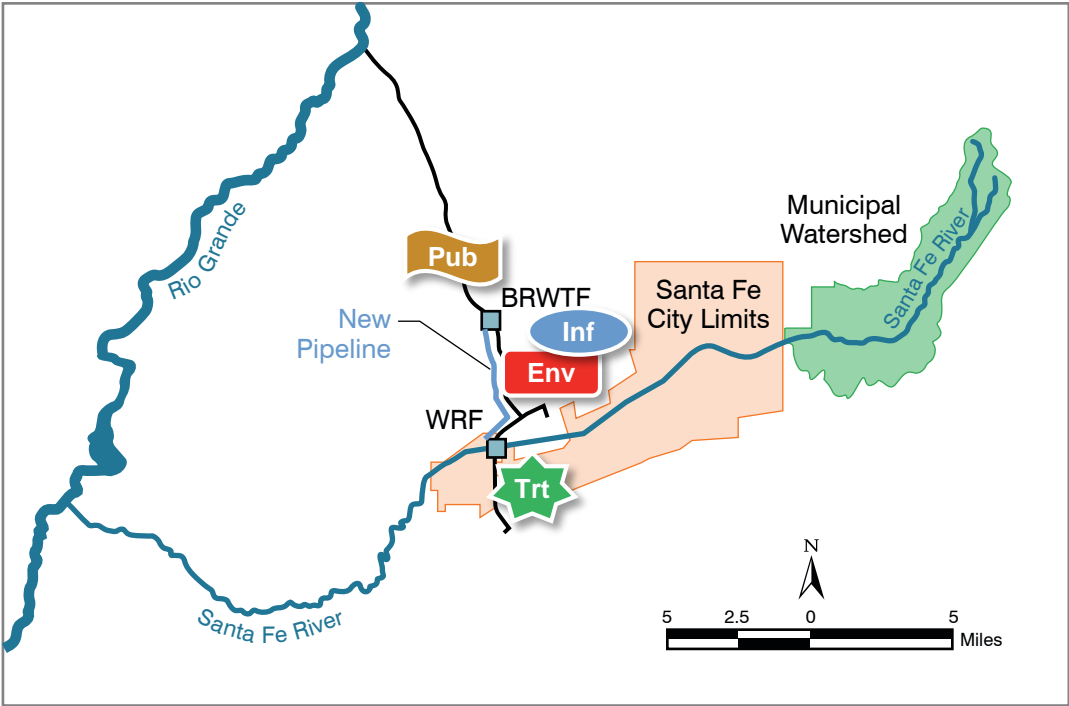 Rio Grande
Pub
BRWTF
New
Pipeline
Inf
Env
WRF
Trt
Santa Fe
City Limits
Municipal
Watershed
Santa Fe River
Santa Fe River
N
5 2.5 0 5
Miles